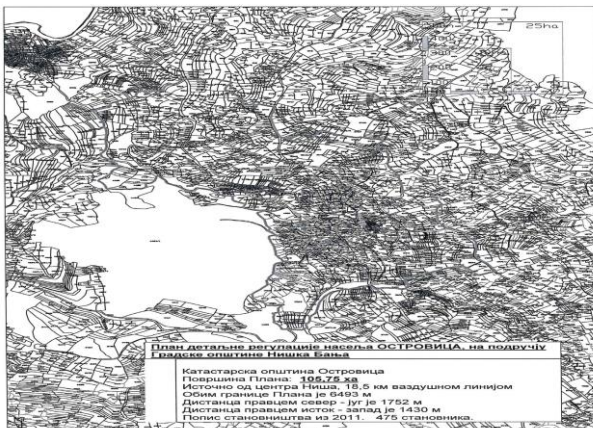 25ha
План детаљне регулације насеља ОСТРОВИЦА, на подручју
Градске општине Нишка Бања
Катастарска општина Островица
Површина Плана: 105,75 ха
Источно од центра Ниша, 18,5 км ваздушном линијом
Обим границе Плана је 6493 м
Дистанца правцем север - југ је 1752 м
Дистанца правцем исток - запад је 1430 м
Попис становништва из 2011. 475 становника.